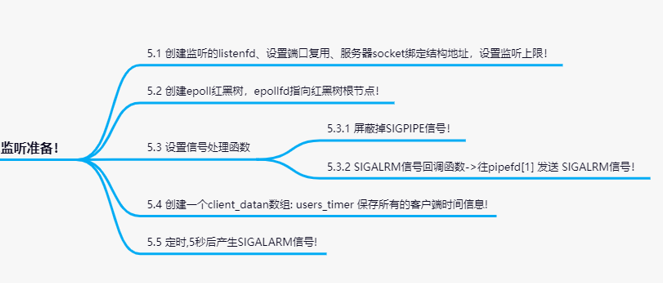 5.1 创建监听的listenfd、设置端口复用、服务器socket绑定结构地址，设置监听上限！
5.2 创建epoll红黑树，epollfd指向红黑树根节点！
监听准备！
5.3 设置信号处理函数
5.3.1 屏蔽掉SIGPIPE信号！
5.3.2 SIGALRM信号回调函数->往pipefd[1] 发送 SIGALRM信号！
5.4 创建一个client_datan数组: users_timer 保存所有的客户端时间信息!
5.5 定时,5秒后产生SIGALARM信号!